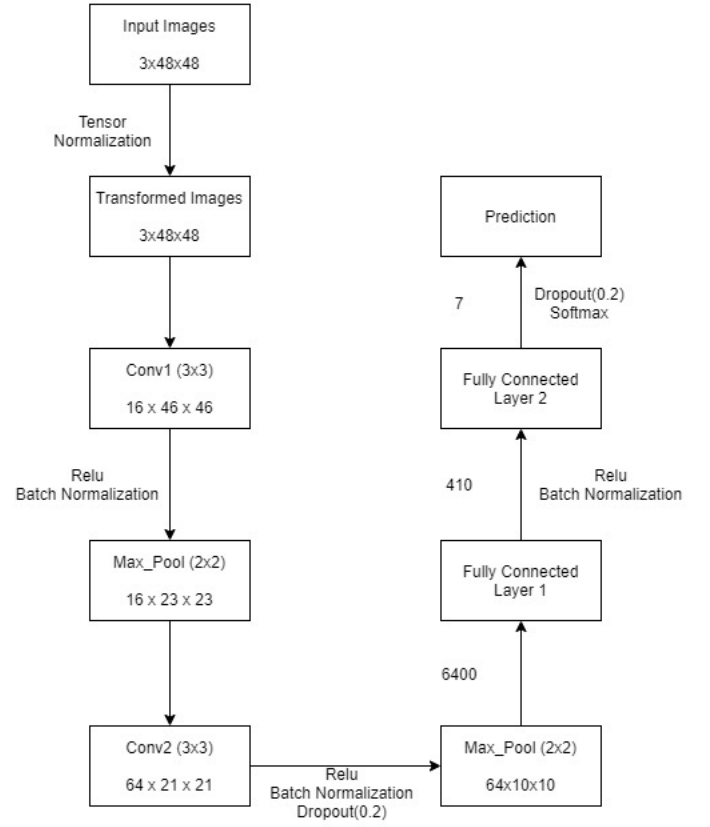 Input Images
3x48x48
Tensor
Normalization
Transformed Images
3x48x48
Conv1 (3x3)
16 x 46 x 46
Relu
Batch Normalization
Max_Pool (2x2)
16 x 23 x 23
Conv2 (3x3)
64 x 21 x 21
Relu
Batch Normalization
Dropout(0.2)
Max_Pool (2x2)
64x10x10
6400
Fully Connected
Layer 1
410
Relu
Batch Normalization
Fully Connected
Layer 2
7
Dropout(0.2)
Softmax
Prediction